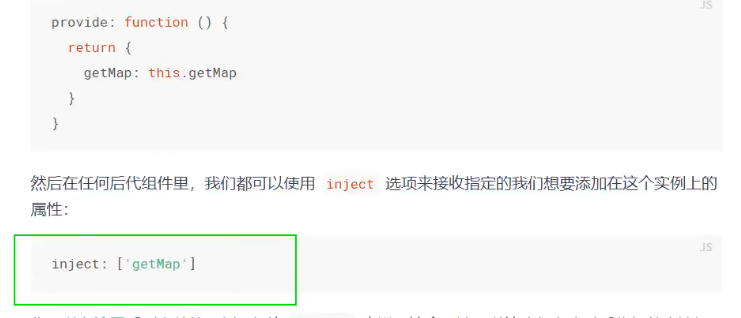 JS
provide: function () {
return {
getMap: this.getMap
}
}
然后在任何后代组件里，我们都可以使用 inject 选项来接收指定的我们想要添加在这个实例上的
属性：
JS
inject: ['getMap']